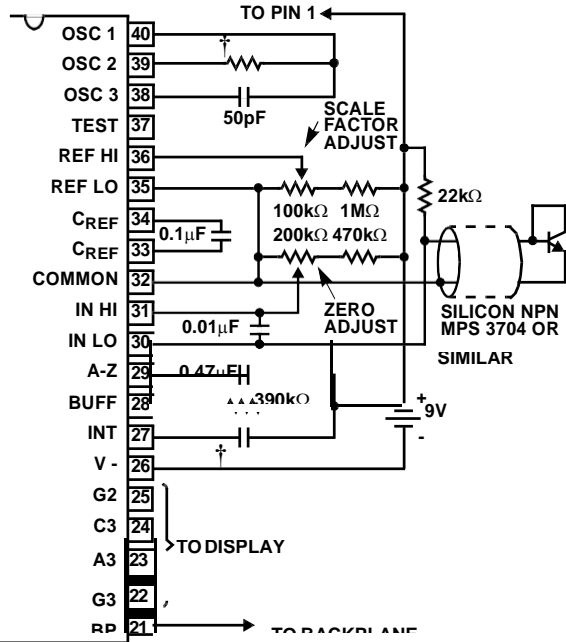 TO PIN 1
OSC 1 40
†
OSC 2 39
OSC 3 38
50pF
TEST 37
SCALE
FACTOR
ADJUST
REF HI 36
REF LO 35
100kΩ 1MΩ
22kΩ
CREF 34
0.1µF
200kΩ 470kΩ
CREF 33
COMMON 32
IN HI 31
ZERO
ADJUST
SILICON NPN
MPS 3704 OR
SIMILAR
0.01µF
IN LO 30
A-Z 29
0.47µF
BUFF 28
390kΩ
+
9V
-
INT 27
†
V - 26
G2 25
C3 24
TO DISPLAY
A3 23
G3 22
BP 21
TO BACKPLANE